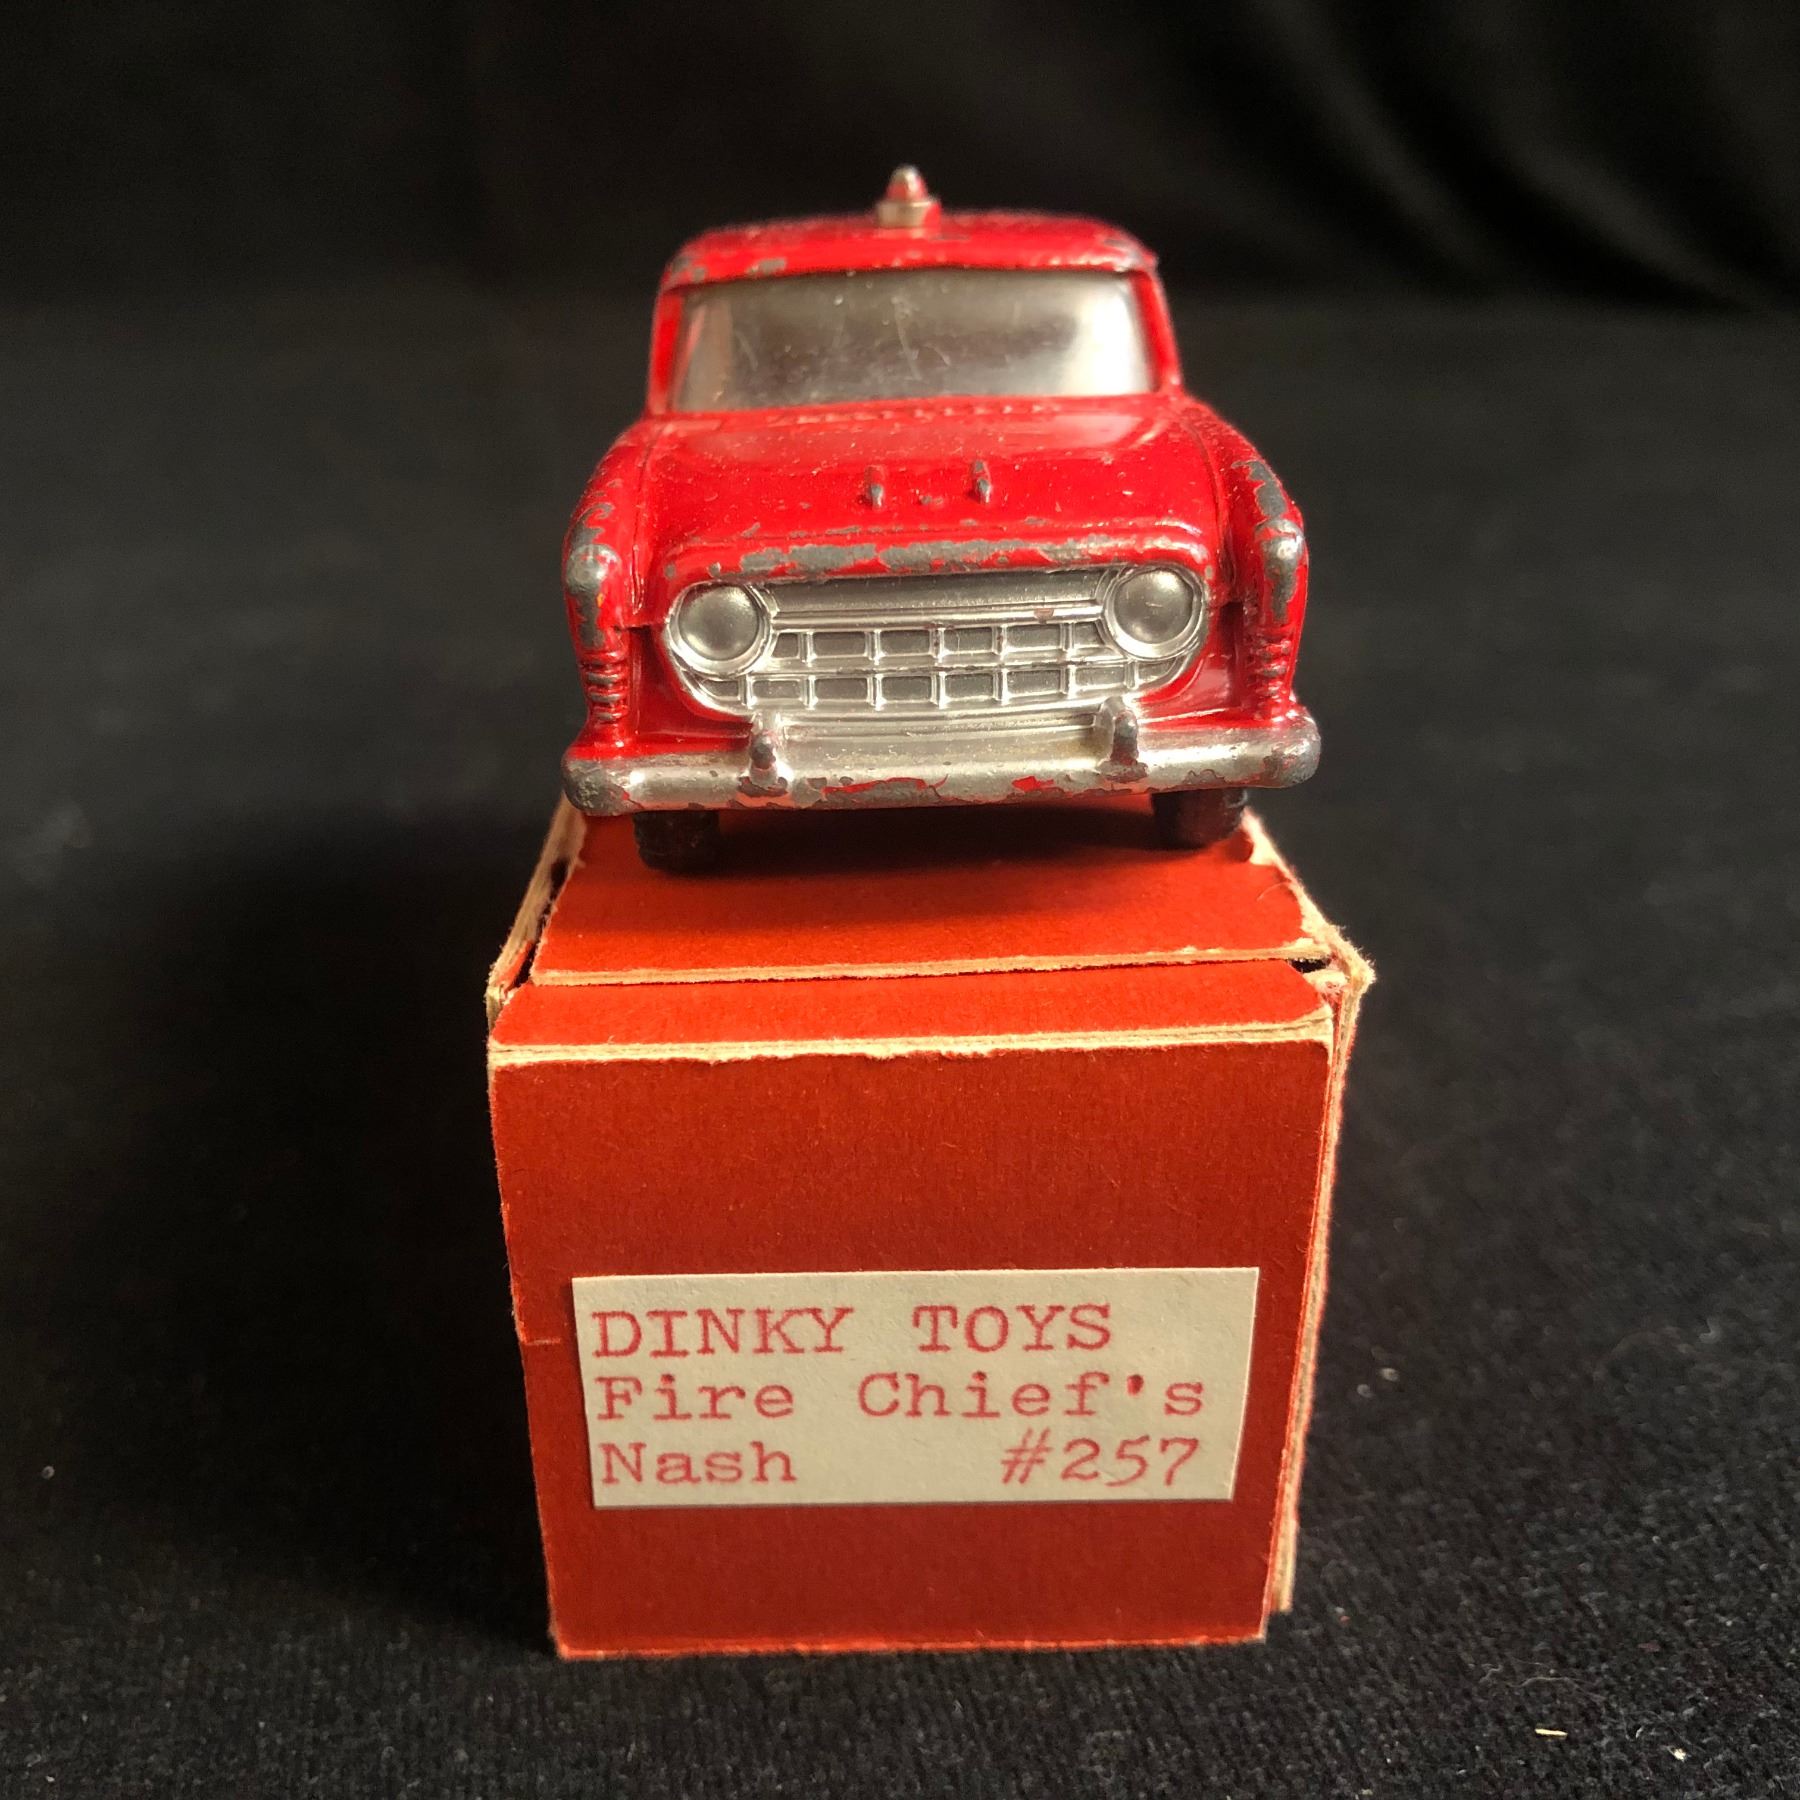 DINKY TOYS
Fire Chief's
Nash #257